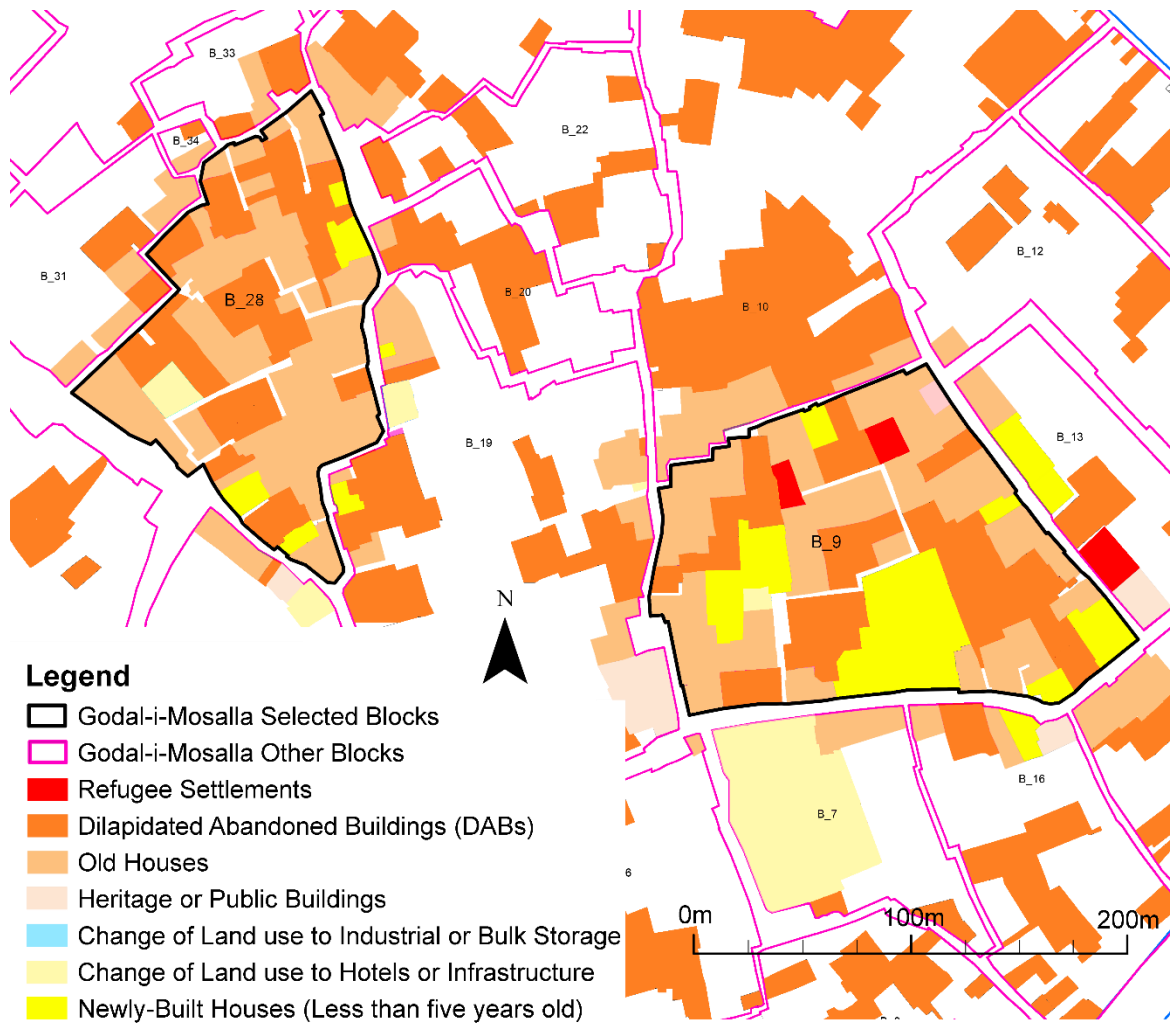 B_33
B_34
B_22
B_12
B_31
B_28
B_20
B_10
B_19
B_13
B_9
N
B_16
B_7
6
0m
100m
200m
Legend
Godal-i-Mosalla Selected Blocks
Godal-i-Mosalla Other Blocks
Refugee Settlements
Dilapidated Abandoned Buildings (DABs)
Old Houses
Heritage or Public Buildings
Change of Land use to Industrial or Bulk Storage
Change of Land use to Hotels or Infrastructure
Newly-Built Houses (Less than five years old)